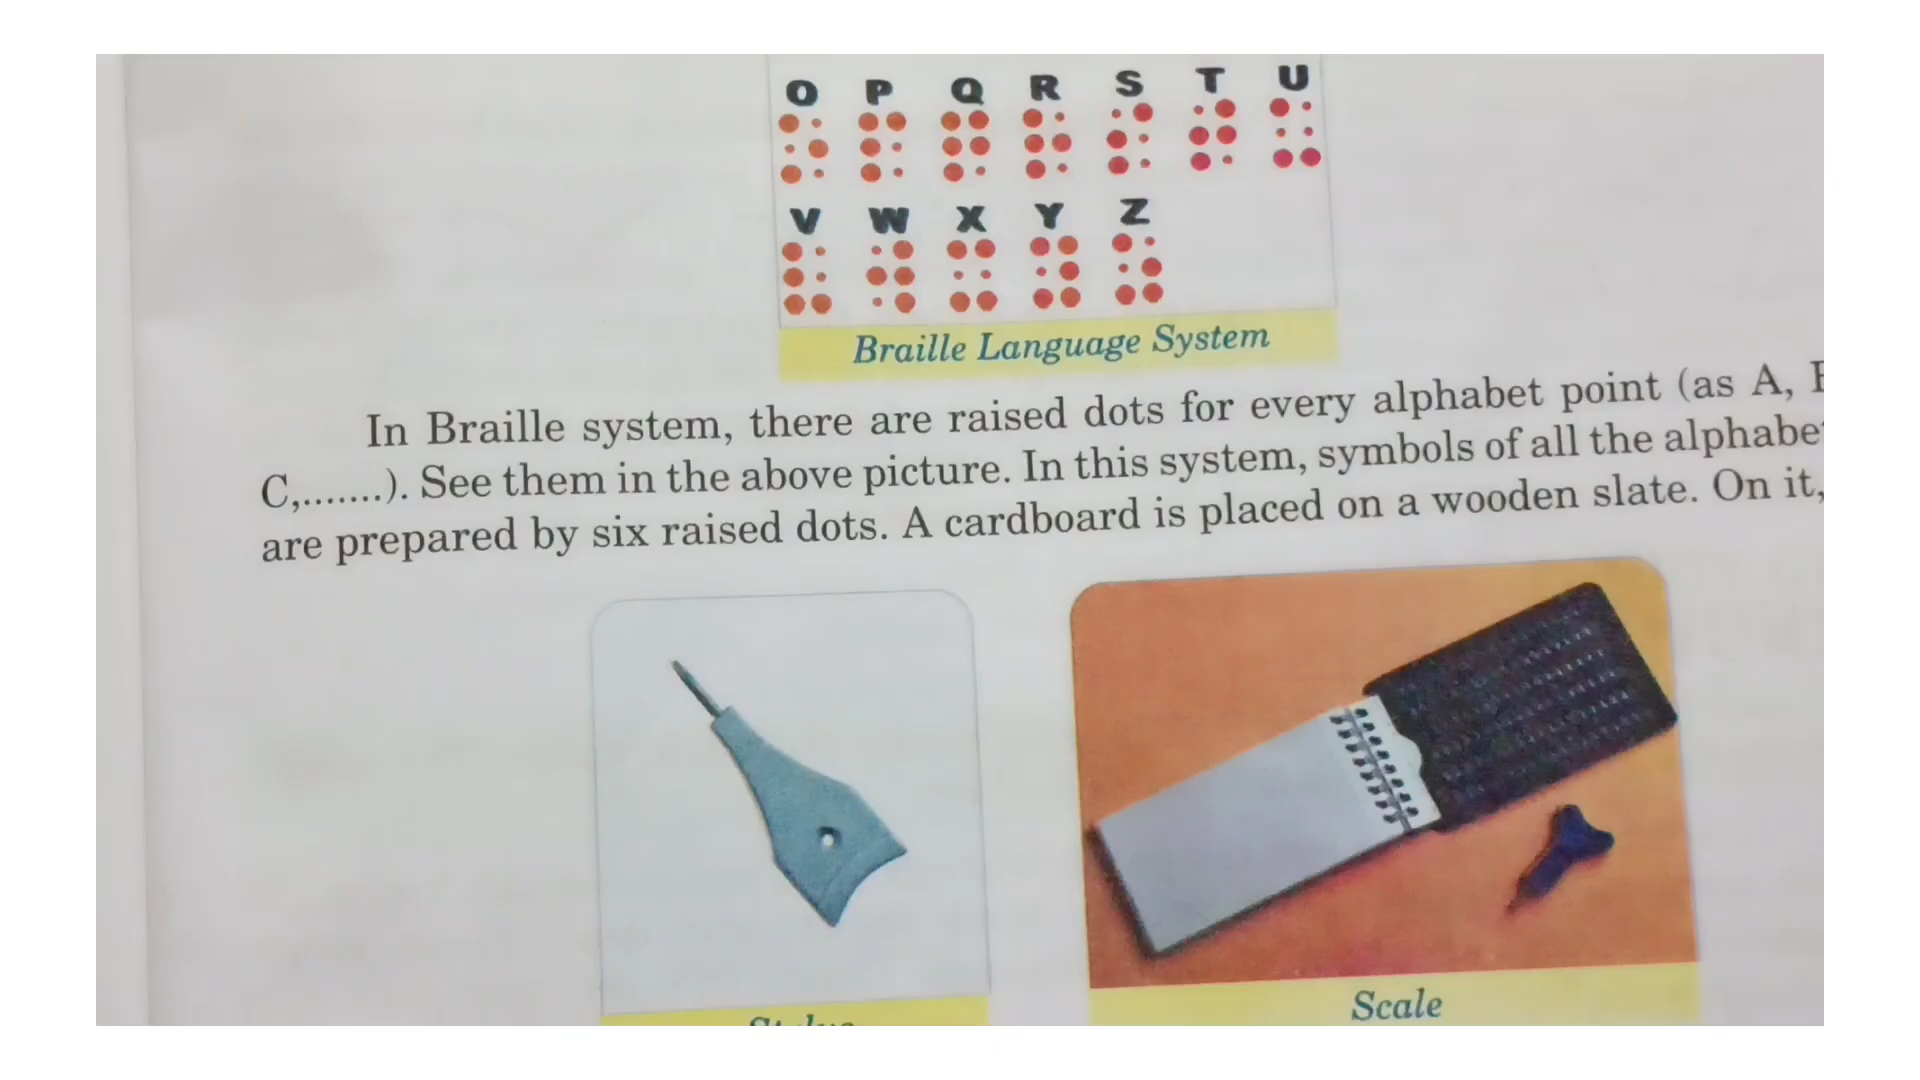 O P Q R S T U
V W X Y Z
Braille Language System
In Braille system, there are raised dots for every alphabet point (as A,
C,.......). See them in the above picture. In this system, symbols of all the
are prepared by six raised dots. A cardboard is placed on a wooden slate. On it,
Scale